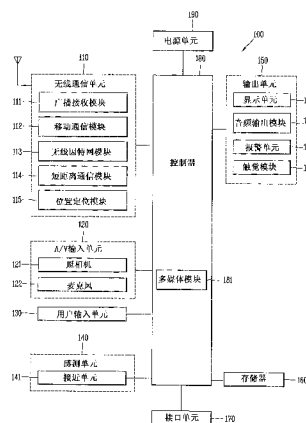 190
电源单元
100
180
110
无线通信单元
111
广播接收模块
112
移动通信模块
113
无线因特网模块
114
短距离通信模块
115
位置定位模块
120
A/V输入单元
121
照相机
122
麦克风
130
用户输入单元
140
感测单元
141
接近单元
控制器
多媒体模块
181
150
输出单元
显示单元
音频输出模块
报警单元
触觉模块
存储器
160
接口单元
170